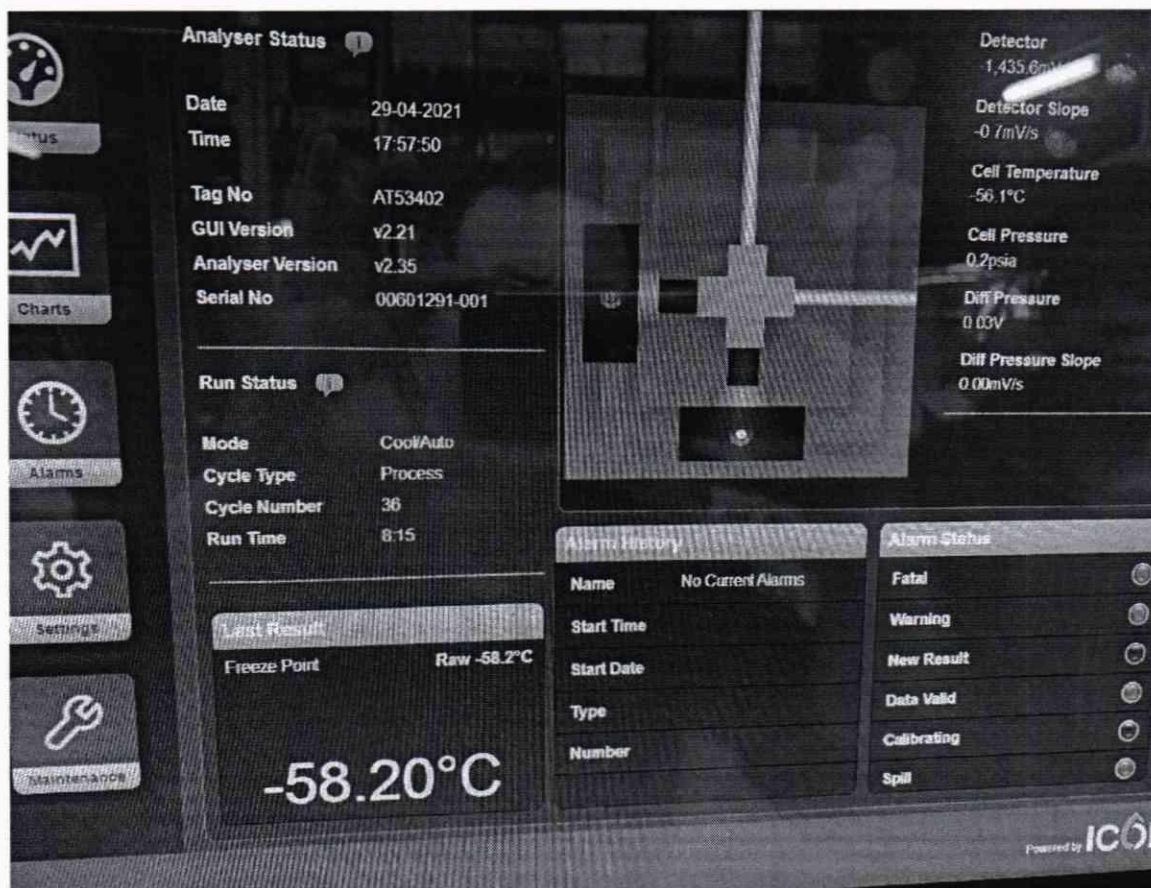 Analyser Status
Date 29-04-2021
Time 17:57:50
Tag No AT53402
GUI Version v2.21
Analyser Version v2.35
Serial No 00601291-001
Run Status
Mode Cool/Auto
Cycle Type Process
Cycle Number 36
Run Time 8:15
Last Result
Freeze Point Raw -58.2°C
-58.20°C
Charts
Alarms
Settings
Maintenance
Detector
Detector Slope
-0.7mV/s
Cell Temperature
-56.1°C
Cell Pressure
0.2psia
Diff Pressure
0.03V
Diff Pressure Slope
0.00mV/s
Alarm History
Name No Current Alarms
Start Time
Start Date
Type
Number
Alarm Status
Fatal
Warning
New Result
Data Valid
Calibrating
Spill
Powered by